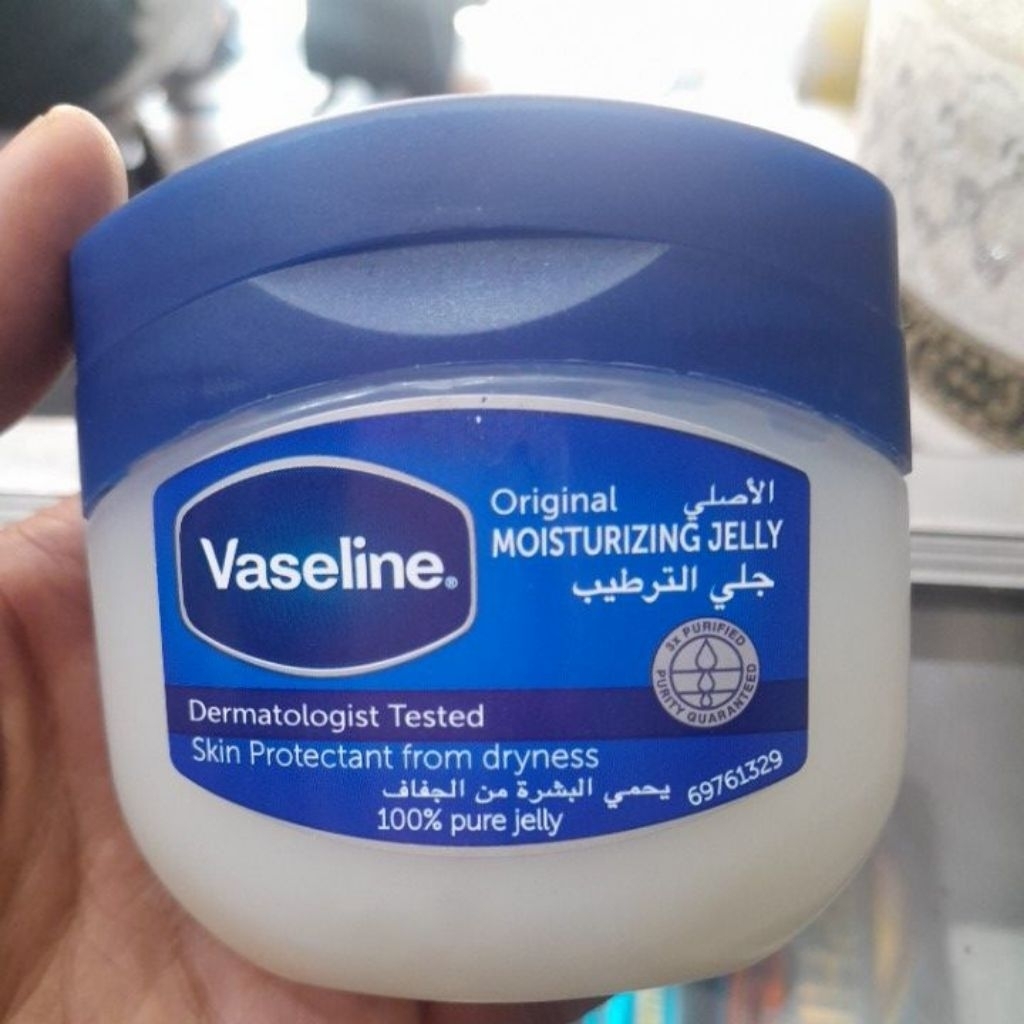 Vaseline®
Original الأصلي
MOISTURIZING JELLY
جلي الترطيب
3X PURIFIED
PURITY GUARANTEED
Dermatologist Tested
Skin Protectant from dryness
يحمي البشرة من الجفاف
100% pure jelly
69761329